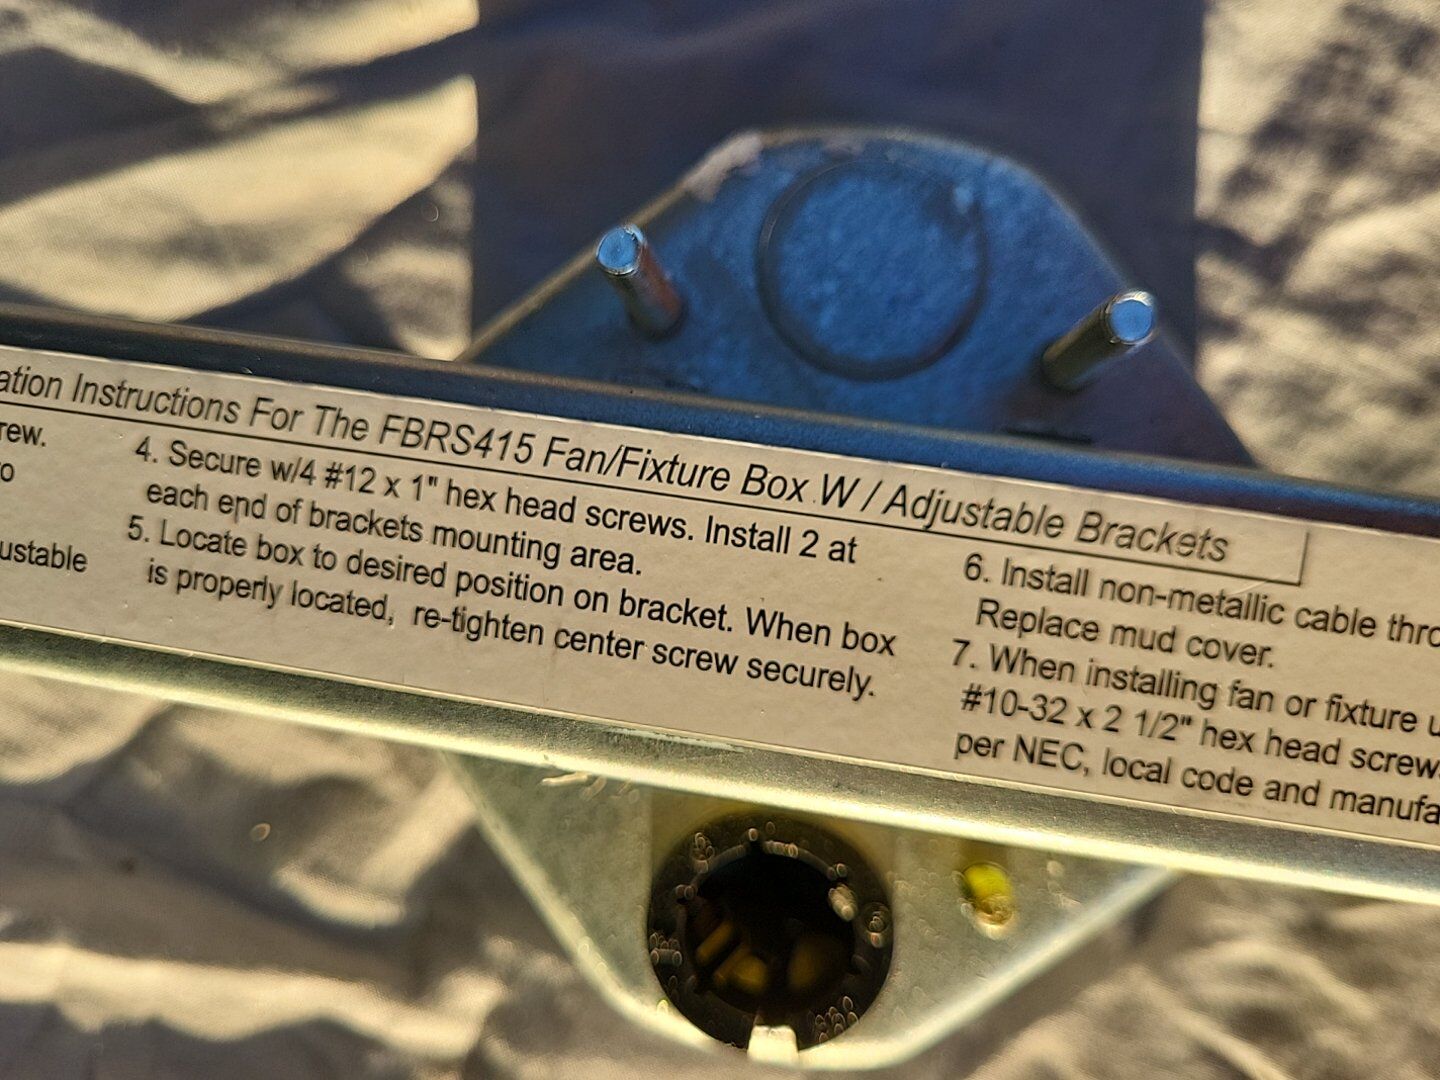 ation Instructions For The FBRS415 Fan/Fixture Box W / Adjustable Brackets
rew.
ustable
4. Secure w/4 #12 x 1" hex head screws. Install 2 at
each end of brackets mounting area.
5. Locate box to desired position on bracket. When box
is properly located, re-tighten center screw securely.
6. Install non-metallic cable thro
Replace mud cover.
7. When installing fan or fixture u
#10-32 x 2 1/2" hex head screw
per NEC, local code and manufa